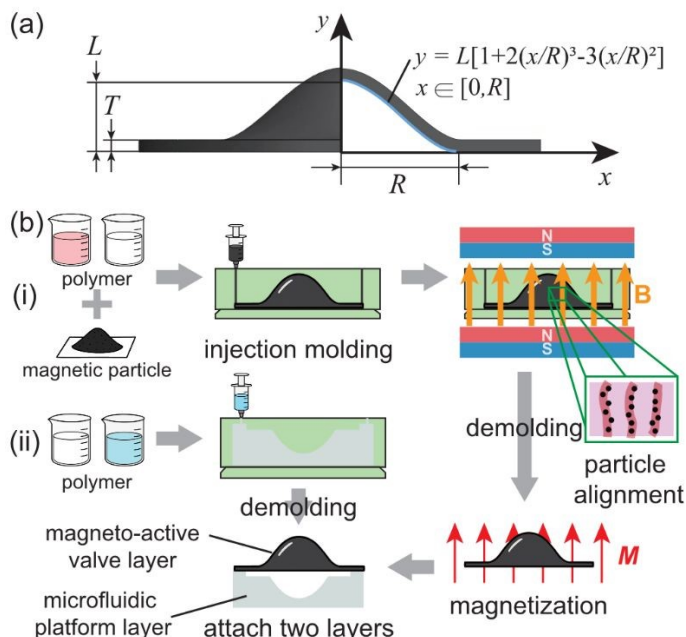 (a)
y
L
y = L[1+2(x/R)³-3(x/R)²]
x ∈ [0,R]
T
R
x
(b)
polymer
(i)
magnetic particle
injection molding
N
S
B
N
S
demolding
particle
alignment
(ii)
polymer
demolding
magneto-active
valve layer
microfluidic
platform layer
attach two layers
M
magnetization